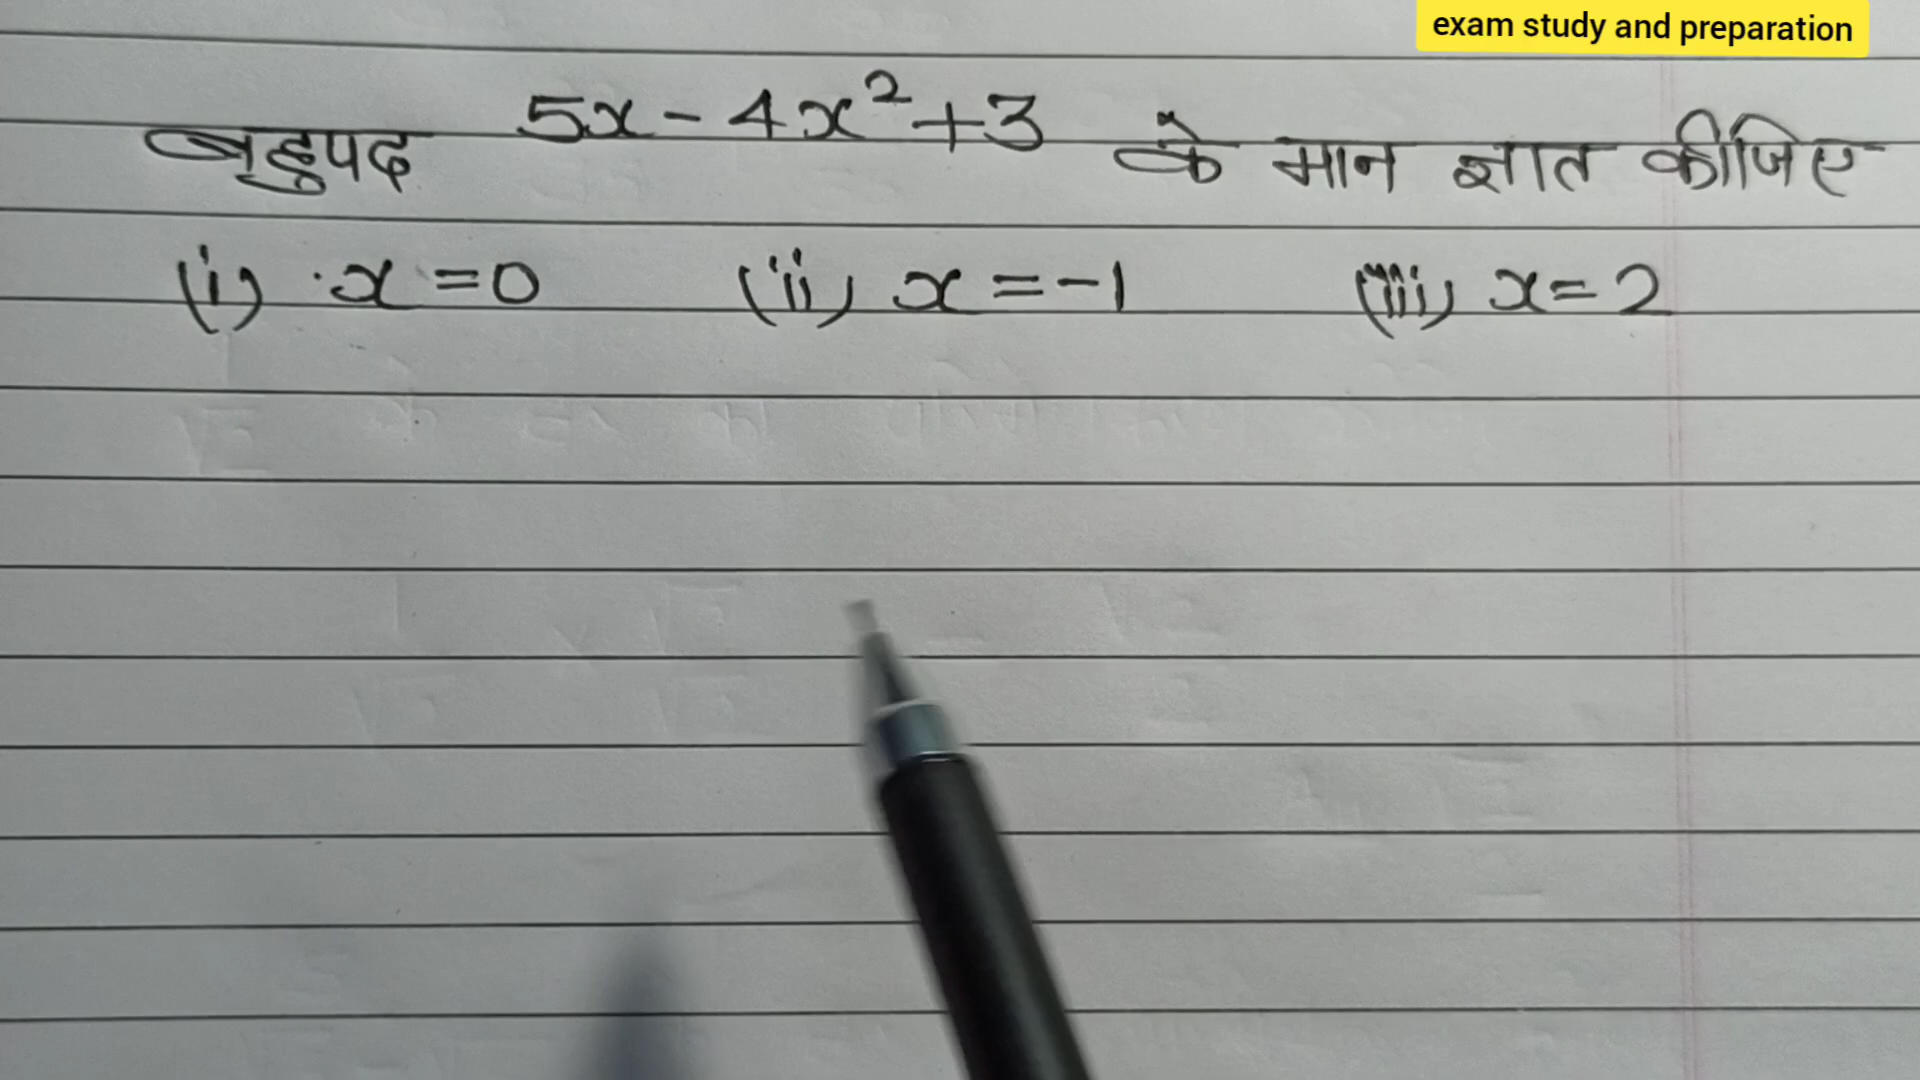 exam study and preparation
बहुपद 5x - 4x² + 3 के मान ज्ञात कीजिए
(i) x = 0 (ii) x = -1 (iii) x = 2